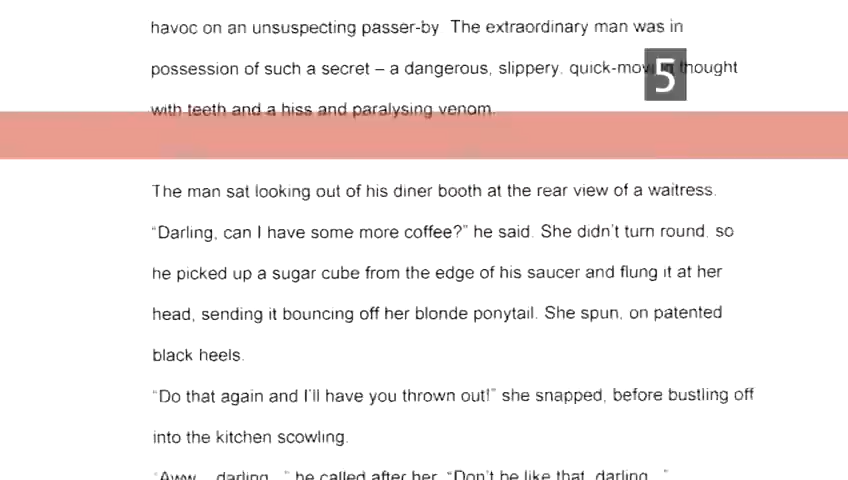 havoc on an unsuspecting passer-by The extraordinary man was in
possession of such a secret – a dangerous, slippery, quick-mov thought
5
with teeth and a hiss and paralysing venom.
The man sat looking out of his diner booth at the rear view of a waitress.
“Darling, can I have some more coffee?” he said. She didn’t turn round, so
he picked up a sugar cube from the edge of his saucer and flung it at her
head, sending it bouncing off her blonde ponytail. She spun, on patented
black heels.
“Do that again and I’ll have you thrown out!” she snapped, before bustling off
into the kitchen scowling.
“Aww... darling...” he called after her. “Don’t be like that, darling...”